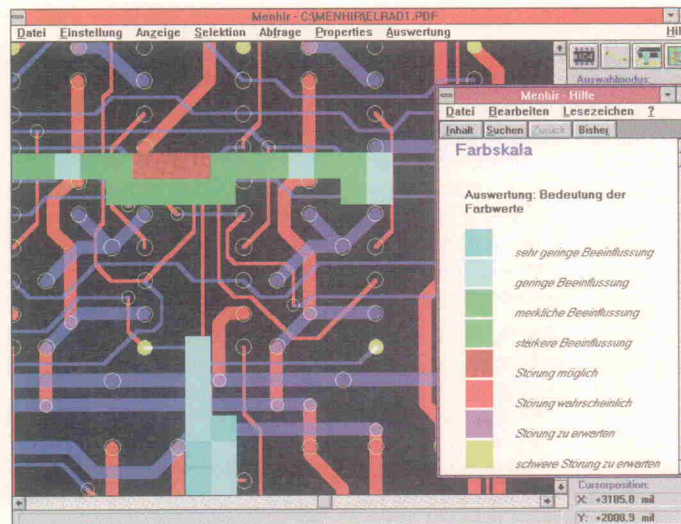 Menhir - C:\MENHIR\ELRAD1.PDF
Datei Einstellung Anzeige Selektion Abfrage Properties Auswertung
Auswahlmodus:
Menhir - Hilfe
Datei Bearbeiten Lesezeichen ?
Inhalt Suchen Zurück Bisher
Farbskala
Auswertung: Bedeutung der
Farbwerte
sehr geringe Beeinflussung
geringe Beeinflussung
merkliche Beeinflussung
stärkere Beeinflussung
Störung möglich
Störung wahrscheinlich
Störung zu erwarten
schwere Störung zu erwarten
Cursorposition:
X: +3185.8 mil
Y: +2008.9 mil